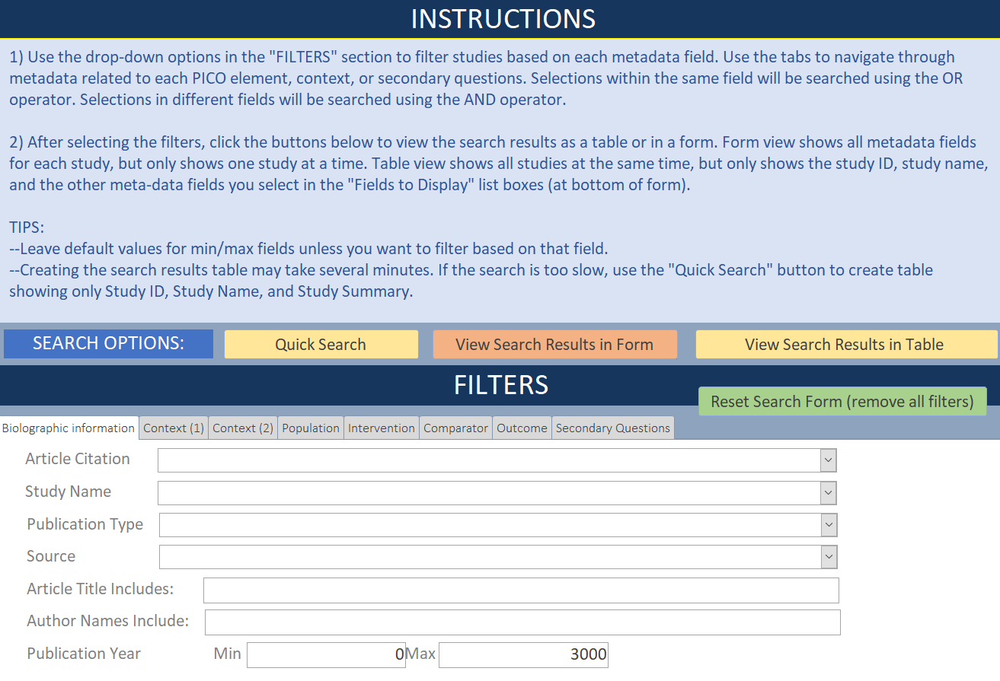 INSTRUCTIONS
1) Use the drop-down options in the "FILTERS" section to filter studies based on each metadata field. Use the tabs to navigate through
metadata related to each PICO element, context, or secondary questions. Selections within the same field will be searched using the OR
operator. Selections in different fields will be searched using the AND operator.
2) After selecting the filters, click the buttons below to view the search results as a table or in a form. Form view shows all metadata fields
for each study, but only shows one study at a time. Table view shows all studies at the same time, but only shows the study ID, study name,
and the other meta-data fields you select in the "Fields to Display" list boxes (at bottom of form).
TIPS:
--Leave default values for min/max fields unless you want to filter based on that field.
--Creating the search results table may take several minutes. If the search is too slow, use the "Quick Search" button to create table
showing only Study ID, Study Name, and Study Summary.
SEARCH OPTIONS: Quick Search View Search Results in Form View Search Results in Table
FILTERS
Reset Search Form (remove all filters)
Biolographic information Context (1) Context (2) Population Intervention Comparator Outcome Secondary Questions
Article Citation
Study Name
Publication Type
Source
Article Title Includes:
Author Names Include:
Publication Year Min 0 Max 3000